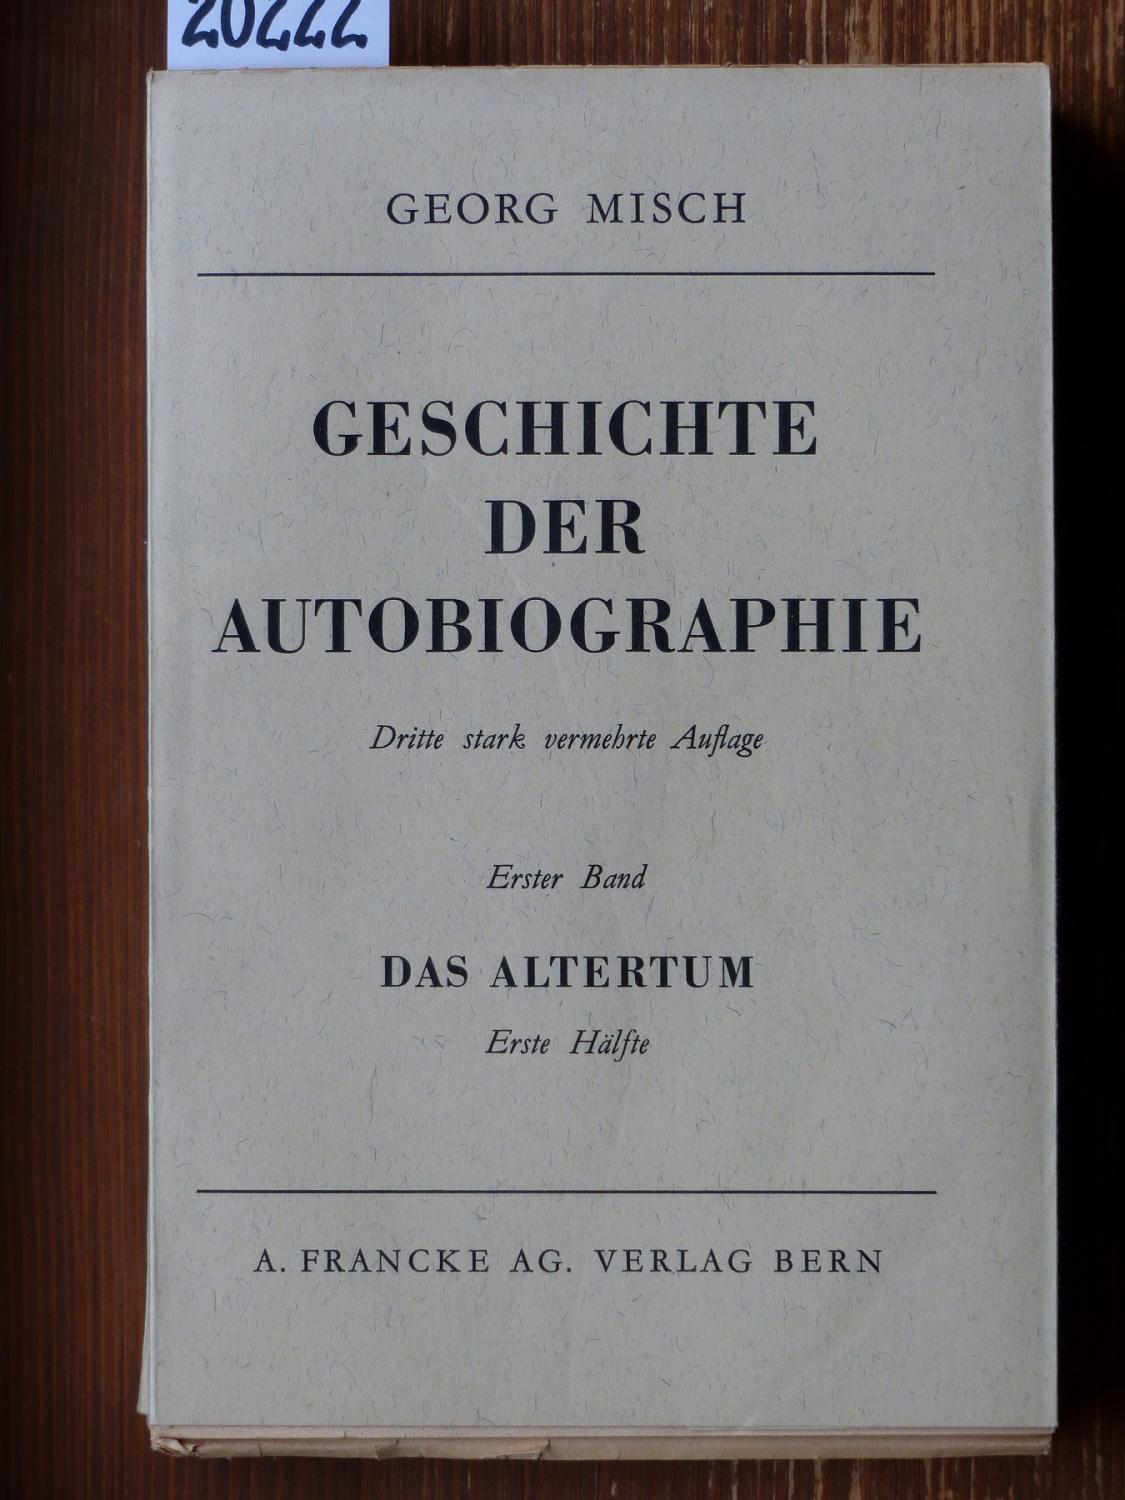 20222
GEORG MISCH
GESCHICHTE
DER
AUTOBIOGRAPHIE
Dritte stark vermehrte Auflage
Erster Band
DAS ALTERTUM
Erste Hälfte
A. FRANCKE AG. VERLAG BERN